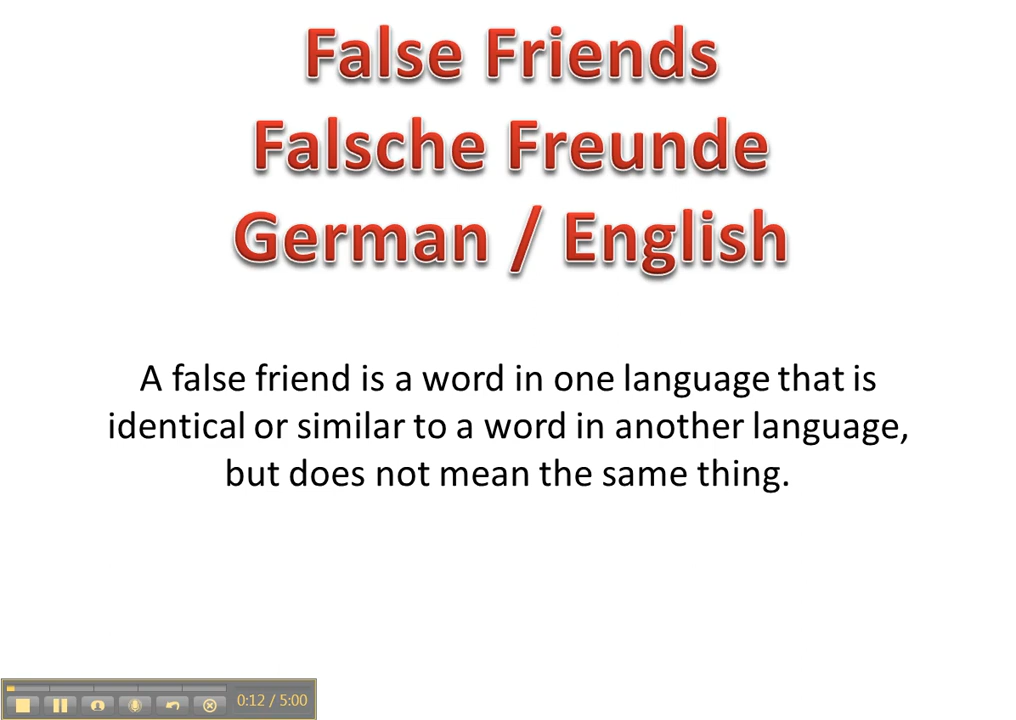 False Friends
Falsche Freunde
German / English
A false friend is a word in one language that is
identical or similar to a word in another language,
but does not mean the same thing.
0:12 / 5:00